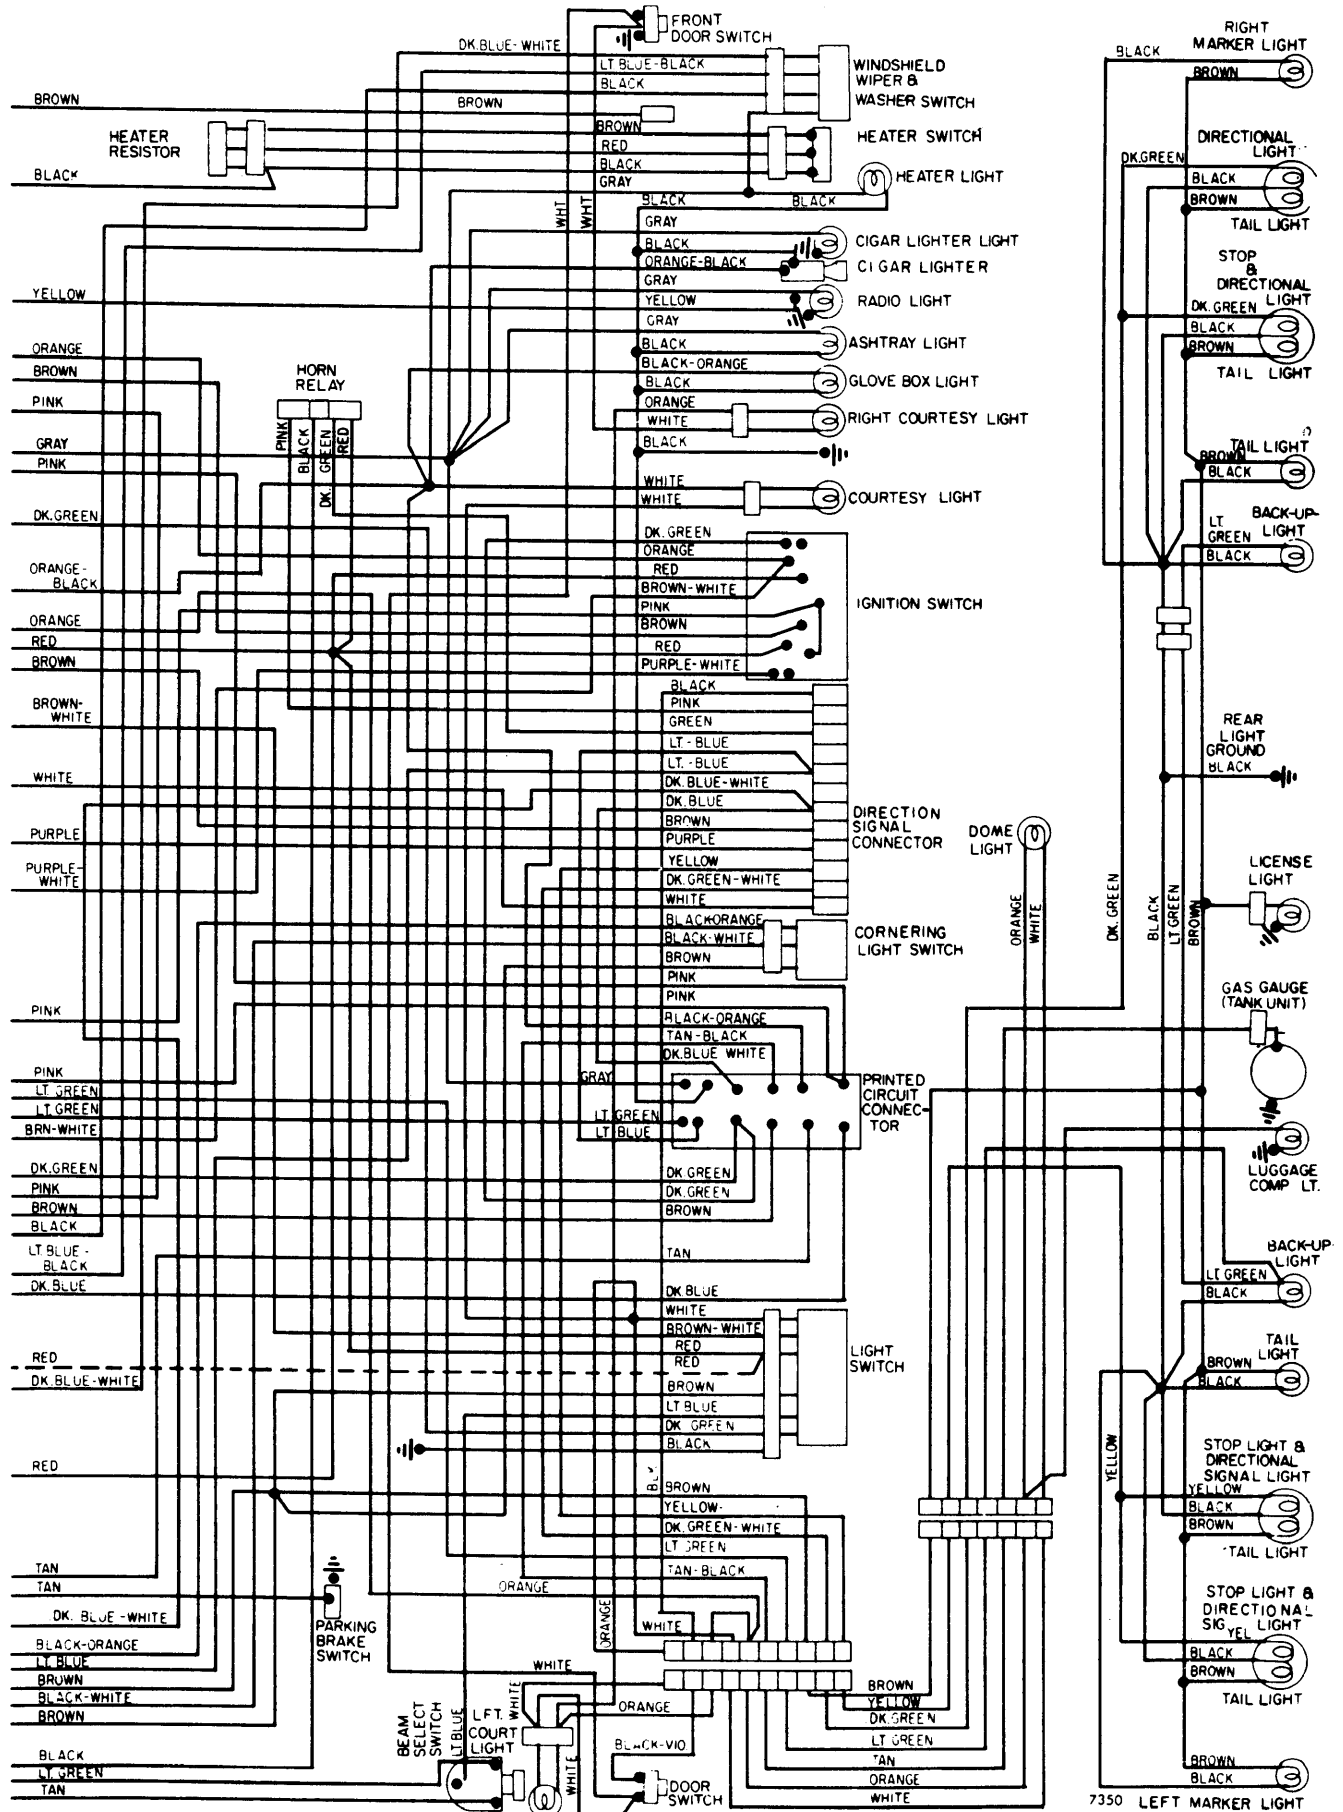 FRONT
DOOR SWITCH
DK.BLUE-WHITE
LT BLUE-BLACK
BLACK
WINDSHIELD
WIPER &
WASHER SWITCH
BROWN
BROWN
HEATER
RESISTOR
BLACK
BROWN
RED
BLACK
GRAY
HEATER SWITCH
HEATER LIGHT
BLACK
BLACK
WHT
WHT
GRAY
BLACK
CIGAR LIGHTER LIGHT
ORANGE-BLACK
CIGAR LIGHTER
GRAY
YELLOW
YELLOW
RADIO LIGHT
GRAY
BLACK
ASHTRAY LIGHT
BLACK-ORANGE
BLACK
GLOVE BOX LIGHT
ORANGE
WHITE
RIGHT COURTESY LIGHT
BLACK
WHITE
WHITE
COURTESY LIGHT
ORANGE
BROWN
PINK
GRAY
PINK
DK.GREEN
ORANGE-
BLACK
ORANGE
RED
BROWN
BROWN-
WHITE
WHITE
PURPLE
PURPLE-
WHITE
HORN
RELAY
PINK
BLACK
DK. GREEN
RED
DK. GREEN
ORANGE
RED
BROWN-WHITE
PINK
BROWN
RED
PURPLE-WHITE
IGNITION SWITCH
BLACK
PINK
GREEN
LT.-BLUE
LT.-BLUE
DK.BLUE-WHITE
DK.BLUE
BROWN
PURPLE
YELLOW
DK.GREEN-WHITE
WHITE
DIRECTION
SIGNAL
CONNECTOR
BLACKORANGE
BLACK-WHITE
BROWN
CORNERING
LIGHT SWITCH
PINK
PINK
BLACK-ORANGE
TAN-BLACK
DK.BLUE WHITE
GRAY
LT. GREEN
LT BLUE
PRINTED
CIRCUIT
CONNEC-
TOR
DK GREEN
DK.GREEN
BROWN
TAN
DK.BLUE
PINK
PINK
LT. GREEN
LT. GREEN
BRN-WHITE
DK.GREEN
PINK
BROWN
BLACK
LT. BLUE -
BLACK
DK.BLUE
RED
DK.BLUE-WHITE
RED
WHITE
BROWN-WHITE
RED
RED
BROWN
LT BLUE
DK GREEN
BLACK
LIGHT
SWITCH
BLK
BROWN
YELLOW
DK. GREEN-WHITE
LT GREEN
TAN-BLACK
ORANGE
ORANGE
WHITE
TAN
TAN
DK. BLUE-WHITE
BLACK-ORANGE
LT BLUE
BROWN
BLACK-WHITE
BROWN
BLACK
LT GREEN
TAN
PARKING
BRAKE
SWITCH
BEAM
SELECT
SWITCH
LT BLUE
LFT.
COURT
LIGHT
WHITE
WHITE
WHITE
ORANGE
BLACK-VIO.
DOOR
SWITCH
BROWN
YELLOW
DK.GREEN
LT GREEN
TAN
ORANGE
WHITE
DOME
LIGHT
ORANGE
WHITE
RIGHT
MARKER LIGHT
BLACK
BROWN
DIRECTIONAL
LIGHT
DK.GREEN
BLACK
BROWN
TAIL LIGHT
STOP
&
DIRECTIONAL
LIGHT
DK.GREEN
BLACK
BROWN
TAIL LIGHT
TAIL LIGHT
BROWN
BLACK
BACK-UP-
LIGHT
LT
GREEN
BLACK
REAR
LIGHT
GROUND
BLACK
LICENSE
LIGHT
DK.GREEN
BLACK
LT GREEN
BROWN
GAS GAUGE
(TANK UNIT)
LUGGAGE
COMP LT.
BACK-UP-
LIGHT
LT GREEN
BLACK
TAIL
LIGHT
BROWN
BLACK
YELLOW
STOP LIGHT &
DIRECTIONAL
SIGNAL LIGHT
YELLOW
BLACK
BROWN
TAIL LIGHT
STOP LIGHT &
DIRECTIONAL
SIG. LIGHT
YEL
BLACK
BROWN
TAIL LIGHT
BROWN
BLACK
7350 LEFT MARKER LIGHT